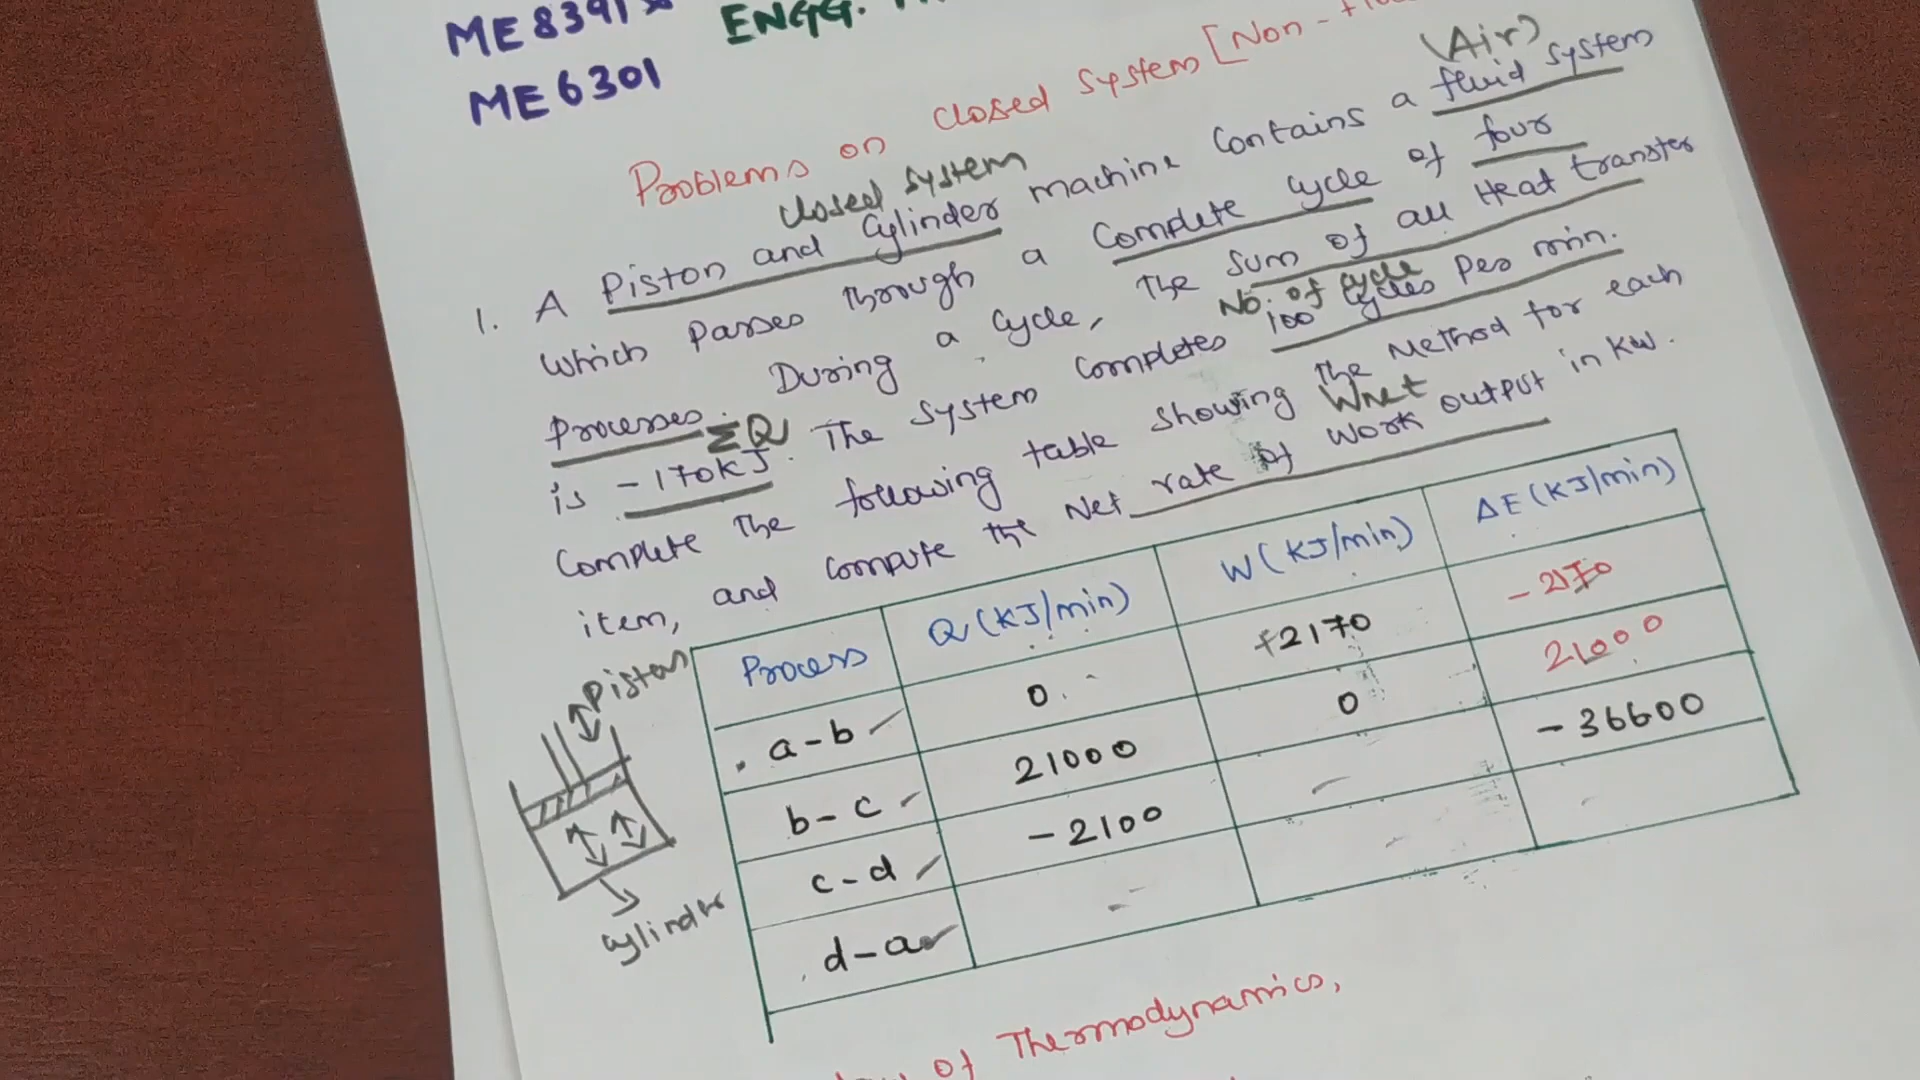 ME8391
ENGG.
ME6301
Problems on closed system [Non-
(Air)
closed system
1. A Piston and Cylinder machine Contains a fluid system
which passes through a Complete cycle of four
processes. During a cycle, the sum of all Heat transfer
ΣQ
No. of cycle
is -170KJ. The system completes 100 cycles per min.
Complete the following table showing the Method for each
Wnet
item, and compute the Net rate of work output in KW.
Process Q (KJ/min) W (KJ/min) ΔE (KJ/min)
a-b 0 +2170 -2170
b-c 21000 0 21000
c-d -2100 - -36600
d-a - - -
Piston
cylinder
of Thermodynamics,